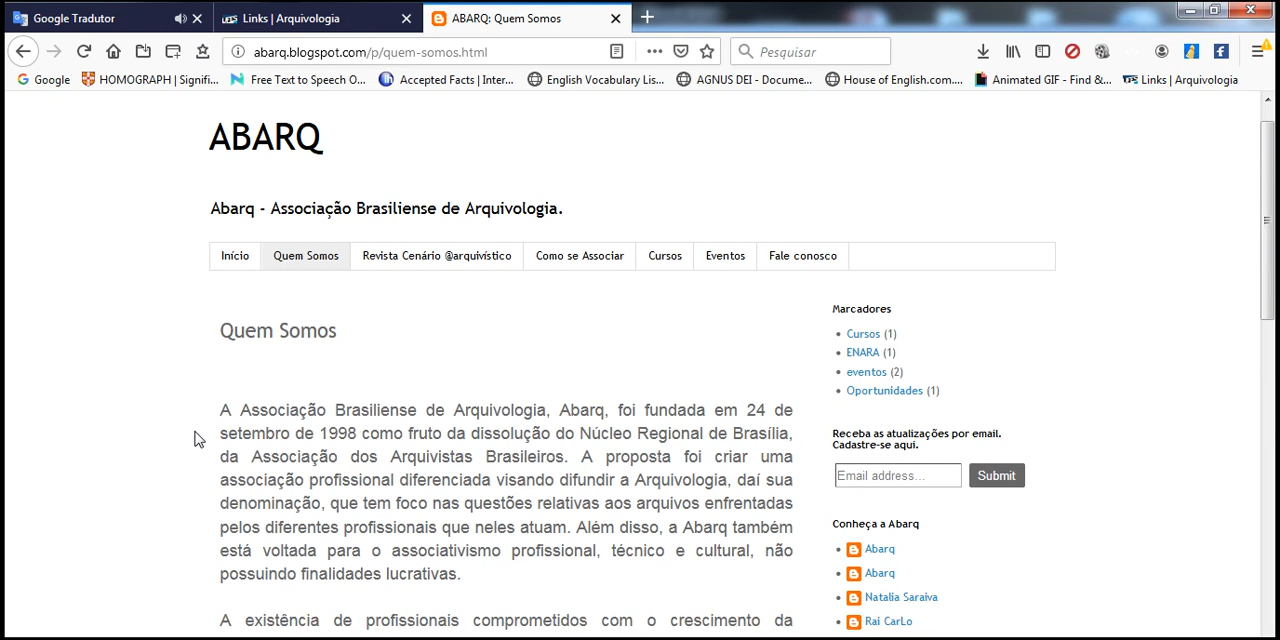 Google Tradutor
Links | Arquivologia
ABARQ: Quem Somos
abarq.blogspot.com/p/quem-somos.html
Pesquisar
Google
HOMOGRAPH | Signifi...
Free Text to Speech O...
Accepted Facts | Inter...
English Vocabulary Lis...
AGNUS DEI - Docume...
House of English.com....
Animated GIF - Find &...
Links | Arquivologia
ABARQ
Abarq - Associação Brasiliense de Arquivologia.
Início
Quem Somos
Revista Cenário @arquivístico
Como se Associar
Cursos
Eventos
Fale conosco
Quem Somos
A Associação Brasiliense de Arquivologia, Abarq, foi fundada em 24 de
setembro de 1998 como fruto da dissolução do Núcleo Regional de Brasília,
da Associação dos Arquivistas Brasileiros. A proposta foi criar uma
associação profissional diferenciada visando difundir a Arquivologia, daí sua
denominação, que tem foco nas questões relativas aos arquivos enfrentadas
pelos diferentes profissionais que neles atuam. Além disso, a Abarq também
está voltada para o associativismo profissional, técnico e cultural, não
possuindo finalidades lucrativas.
A existência de profissionais comprometidos com o crescimento da
Marcadores
Cursos (1)
ENARA (1)
eventos (2)
Oportunidades (1)
Receba as atualizações por email.
Cadastre-se aqui.
Email address...
Submit
Conheça a Abarq
Abarq
Abarq
Natalia Saraiva
Rai CarLo